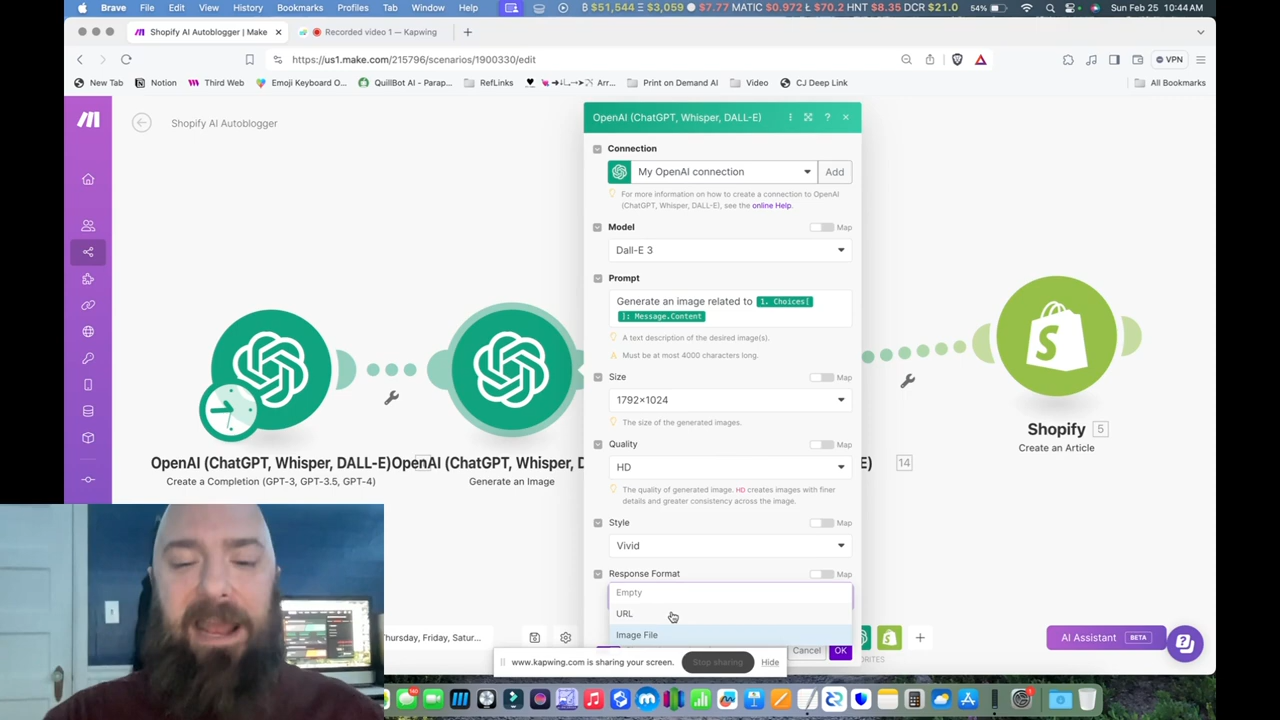 Brave File Edit View History Bookmarks Profiles Tab Window Help
฿ $51,544 Ξ $3,059 $7.77 MATIC $0.972 Ł $70.2 HNT $8.35 DCR $21.0 54% Sun Feb 25 10:44 AM
Shopify AI Autoblogger | Make
Recorded video 1 — Kapwing
https://us1.make.com/215796/scenarios/1900330/edit
VPN
New Tab
Notion
Third Web
Emoji Keyboard O...
QuillBot AI - Parap...
RefLinks
Arr...
Print on Demand AI
Video
CJ Deep Link
All Bookmarks
Shopify AI Autoblogger
OpenAI (ChatGPT, Whisper, DALL-E)
Connection
My OpenAI connection
Add
For more information on how to create a connection to OpenAI
(ChatGPT, Whisper, DALL-E), see the online Help.
Model
Map
Dall-E 3
Prompt
Generate an image related to 1. Choices[
]: Message.Content
A text description of the desired image(s).
Must be at most 4000 characters long.
Size
Map
1792×1024
The size of the generated images.
Quality
Map
HD
The quality of generated image. HD creates images with finer
details and greater consistency across the image.
Style
Map
Vivid
Response Format
Map
Empty
URL
Image File
Cancel
OK
OpenAI (ChatGPT, Whisper, DALL-E)
Create a Completion (GPT-3, GPT-3.5, GPT-4)
OpenAI (ChatGPT, Whisper, D
Generate an Image
E)
14
Shopify 5
Create an Article
hursday, Friday, Satur...
ORITES
AI Assistant BETA
www.kapwing.com is sharing your screen.
Stop sharing
Hide